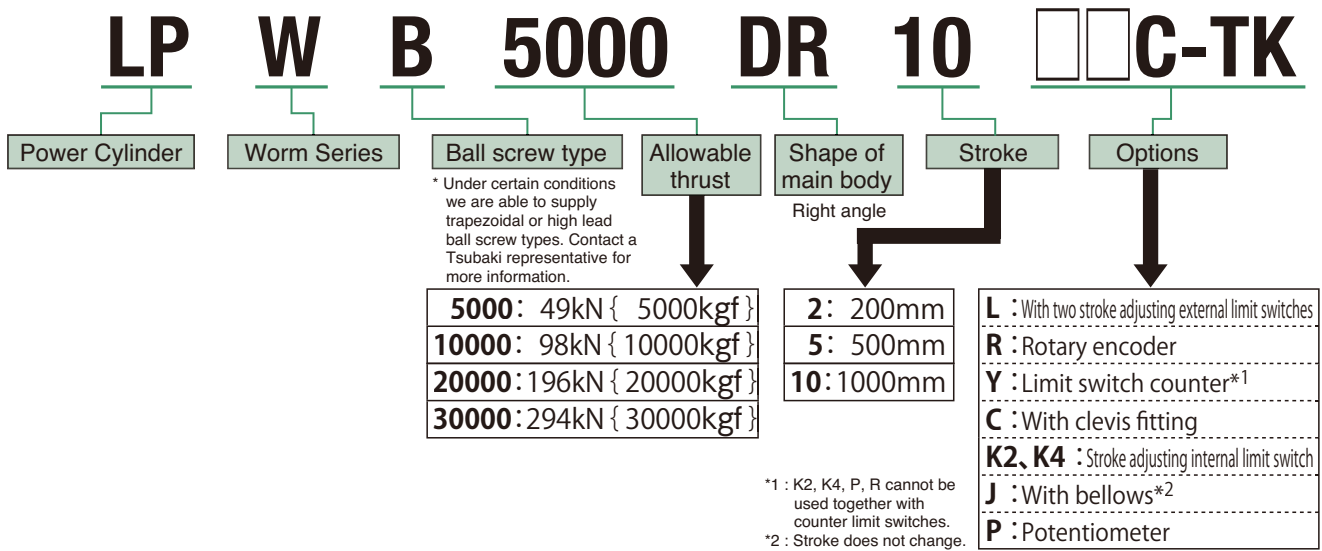 LP W B 5000 DR 10 □□C-TK
Power Cylinder
Worm Series
Ball screw type
* Under certain conditions
we are able to supply
trapezoidal or high lead
ball screw types. Contact a
Tsubaki representative for
more information.
Allowable
thrust
Shape of
main body
Right angle
Stroke
Options
5000: 49kN { 5000kgf }
10000: 98kN { 10000kgf }
20000:196kN { 20000kgf }
30000:294kN { 30000kgf }
2: 200mm
5: 500mm
10:1000mm
L :With two stroke adjusting external limit switches
R :Rotary encoder
Y :Limit switch counter*1
C :With clevis fitting
K2、K4 :Stroke adjusting internal limit switch
J :With bellows*2
P :Potentiometer
*1 : K2, K4, P, R cannot be
used together with
counter limit switches.
*2 : Stroke does not change.